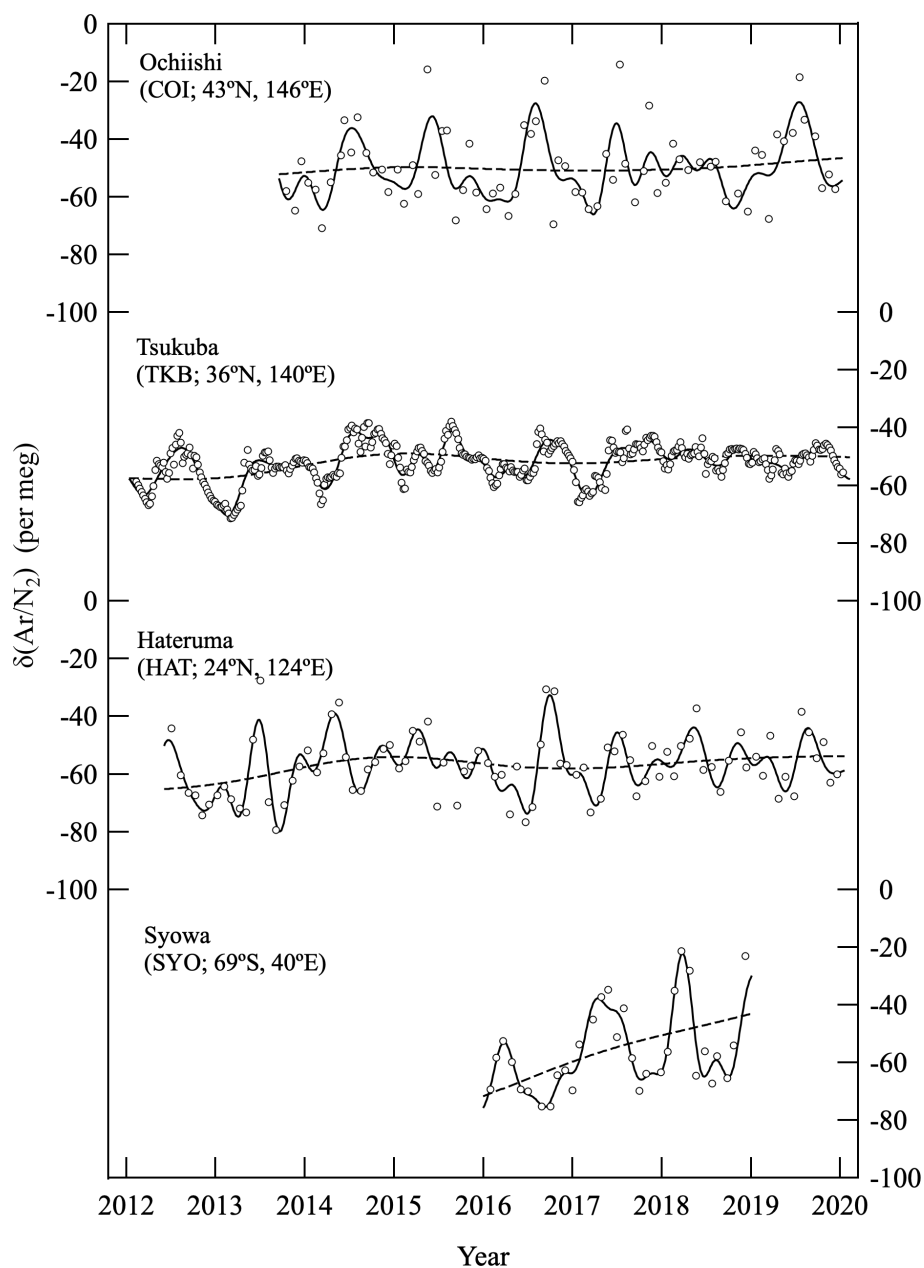 0
Ochiishi
(COI; 43ºN, 146ºE)
-20
-40
-60
-80
-100
0
Tsukuba
(TKB; 36ºN, 140ºE)
-20
-40
-60
-80
-100
δ(Ar/N2) (per meg)
0
Hateruma
(HAT; 24ºN, 124ºE)
-20
-40
-60
-80
-100
0
Syowa
(SYO; 69ºS, 40ºE)
-20
-40
-60
-80
-100
2012 2013 2014 2015 2016 2017 2018 2019 2020
Year